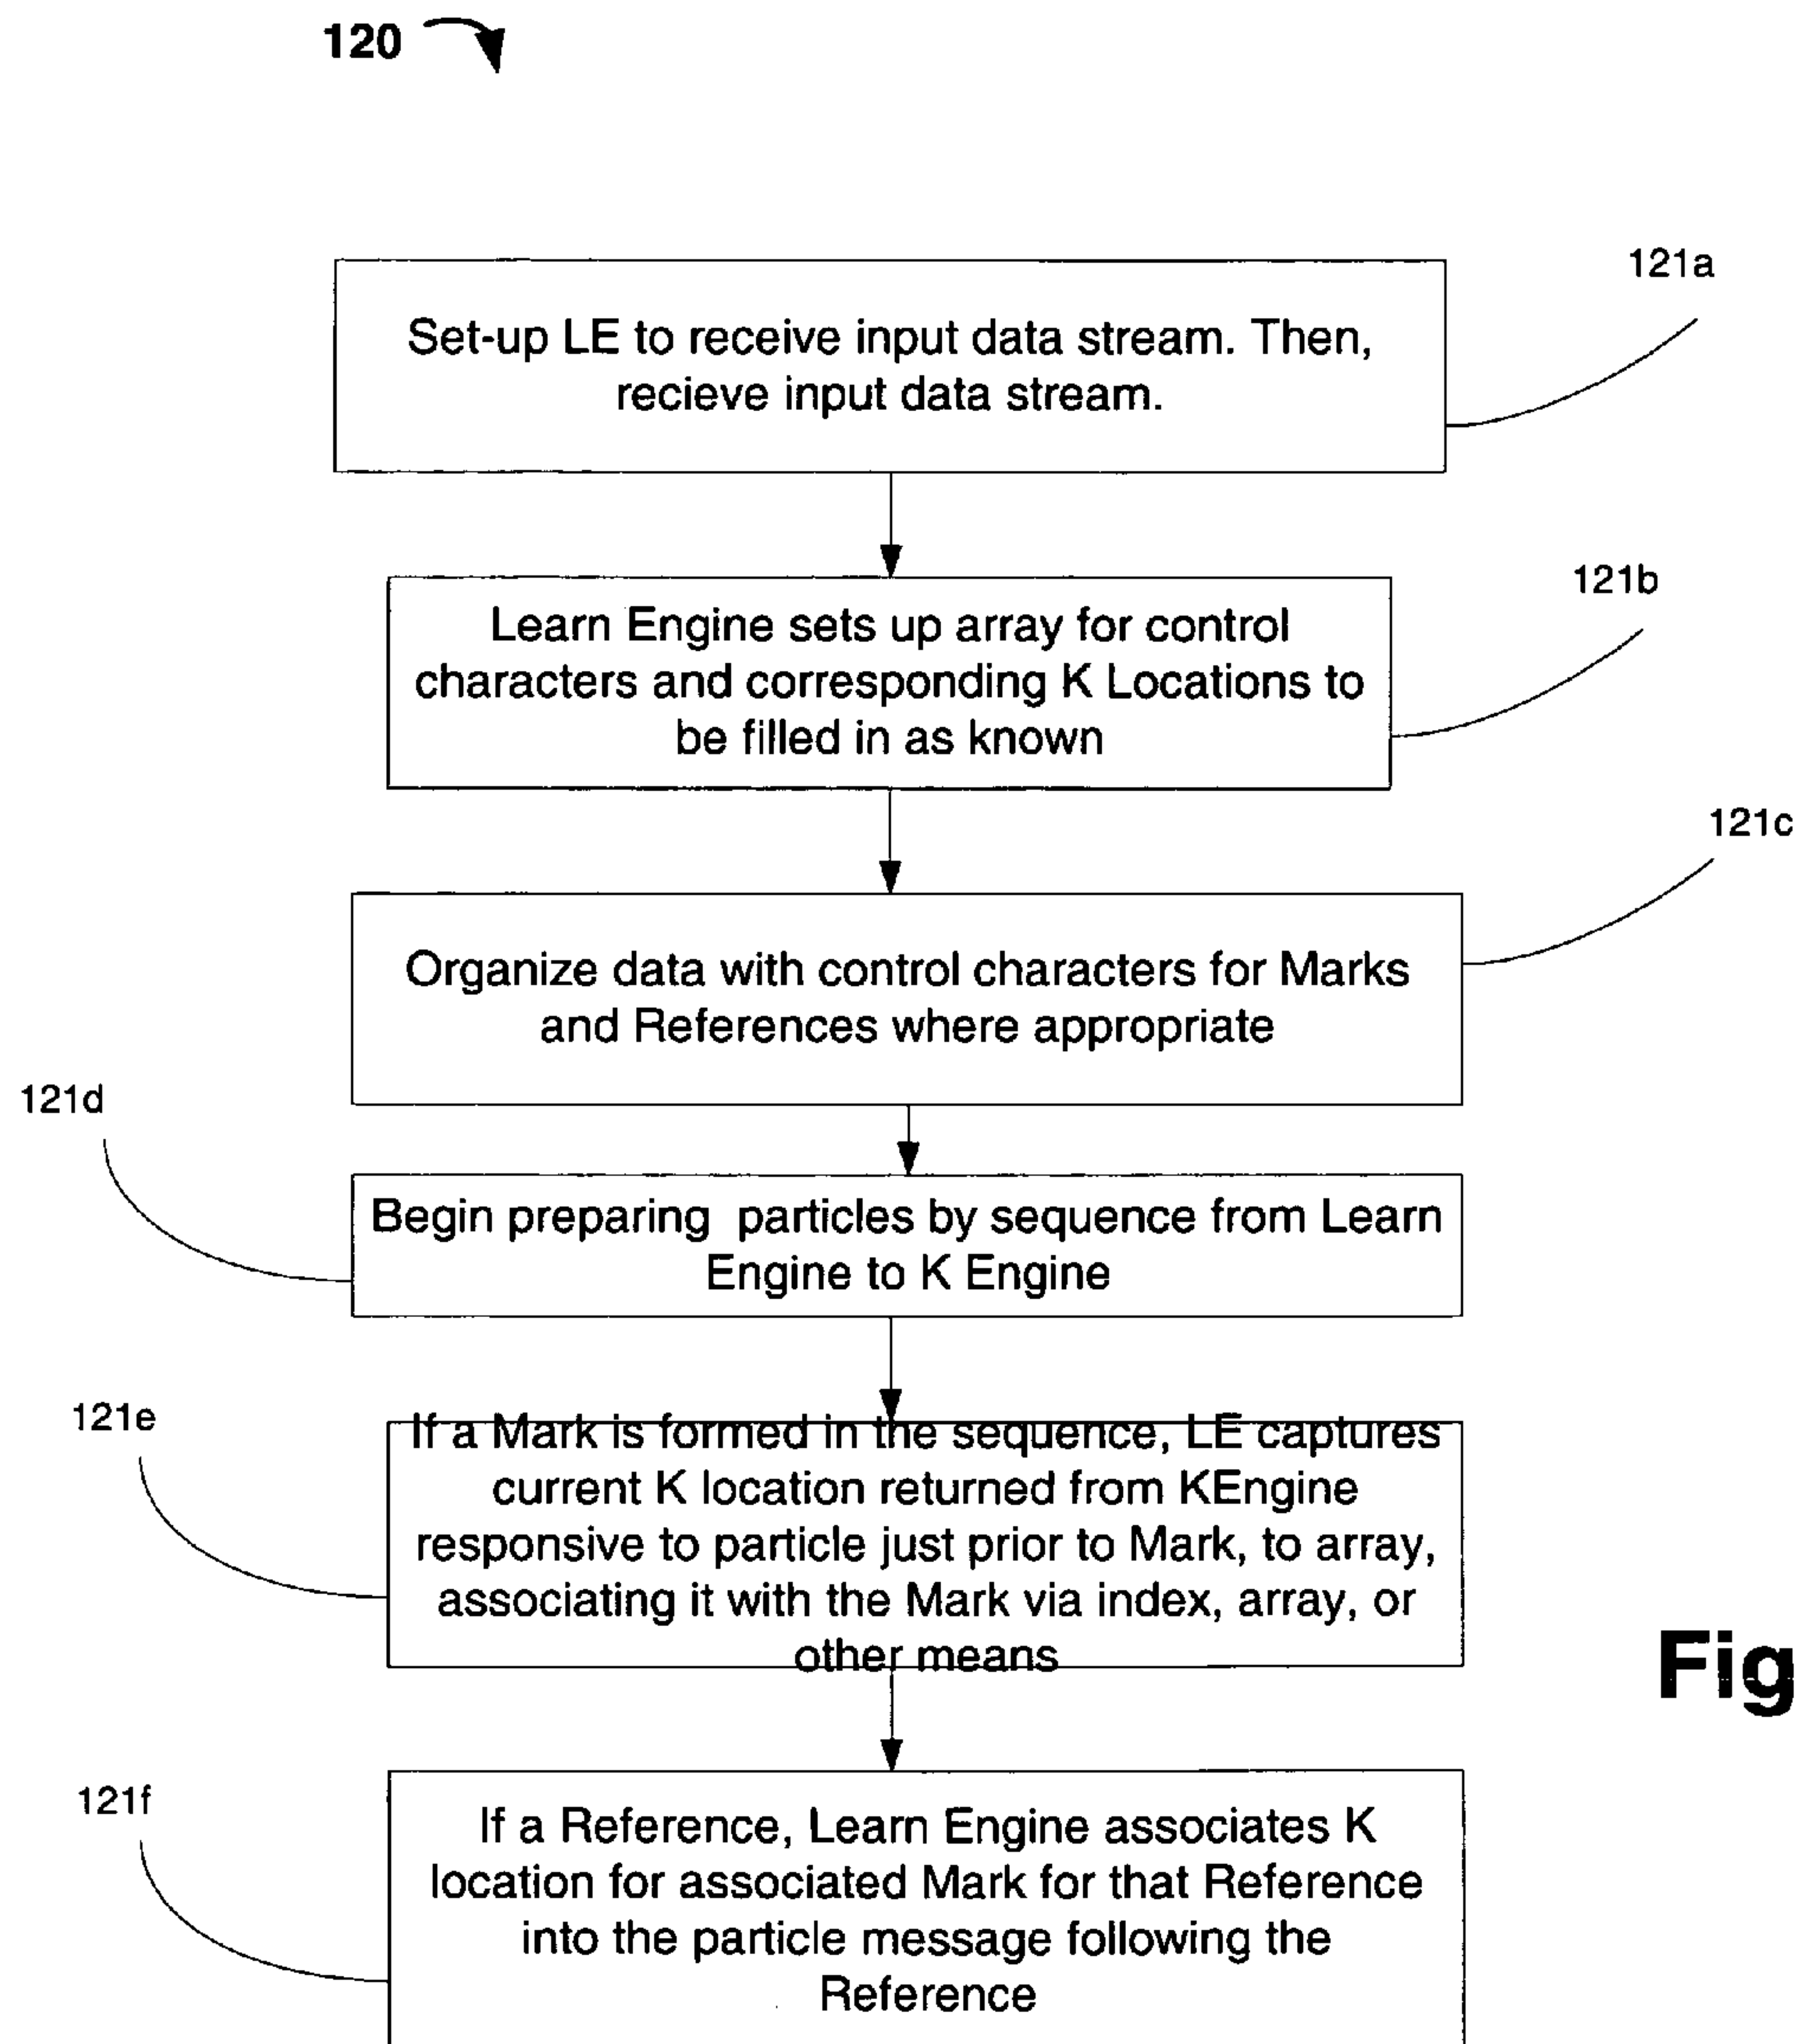 120
121a
Set-up LE to receive input data stream. Then,
recieve input data stream.
121b
Learn Engine sets up array for control
characters and corresponding K Locations to
be filled in as known
121c
Organize data with control characters for Marks
and References where appropriate
121d
Begin preparing particles by sequence from Learn
Engine to K Engine
121e
If a Mark is formed in the sequence, LE captures
current K location returned from KEngine
responsive to particle just prior to Mark, to array,
associating it with the Mark via index, array, or
other means
Fig
121f
If a Reference, Learn Engine associates K
location for associated Mark for that Reference
into the particle message following the
Reference